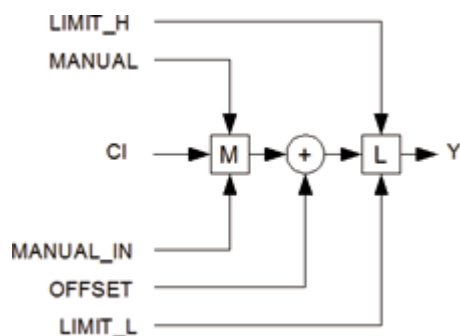 LIMIT_H
MANUAL
CI
M
+
L
Y
MANUAL_IN
OFFSET
LIMIT_L